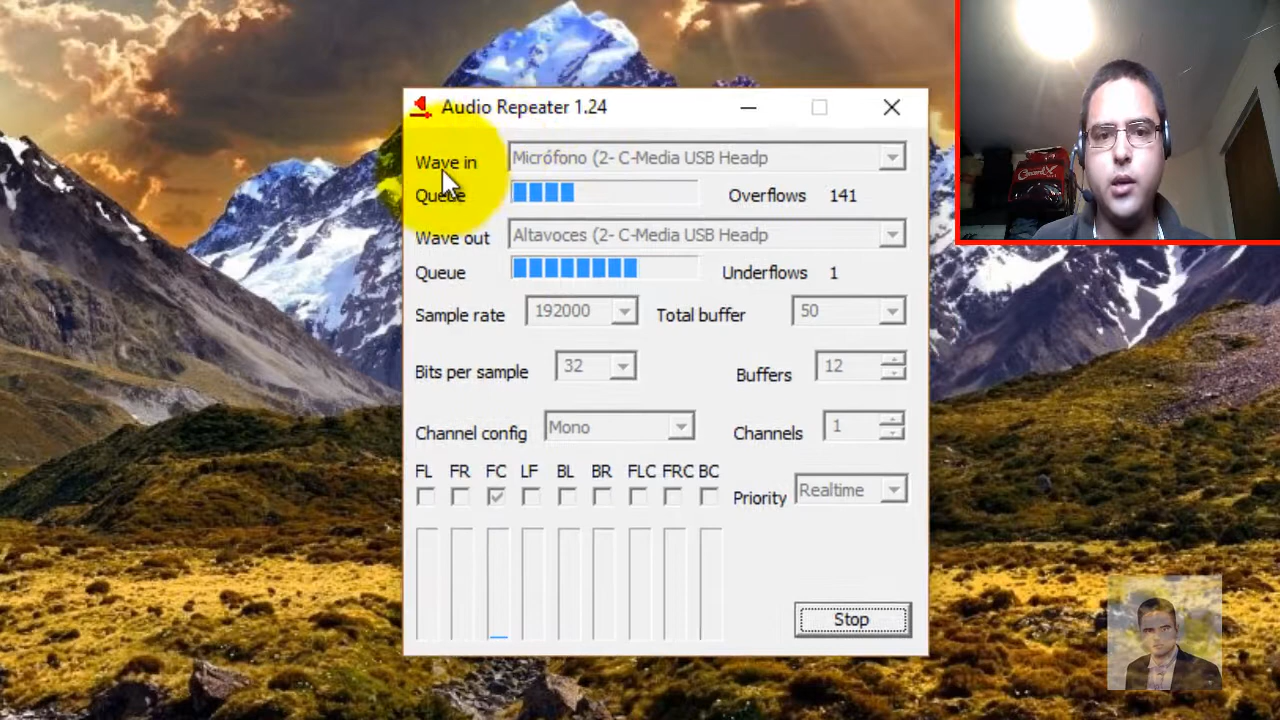 Audio Repeater 1.24
Wave in Micrófono (2- C-Media USB Headp
Queue Overflows 141
Wave out Altavoces (2- C-Media USB Headp
Queue Underflows 1
Sample rate 192000 Total buffer 50
Bits per sample 32 Buffers 12
Channel config Mono Channels 1
FL FR FC LF BL BR FLC FRC BC
Priority Realtime
Stop